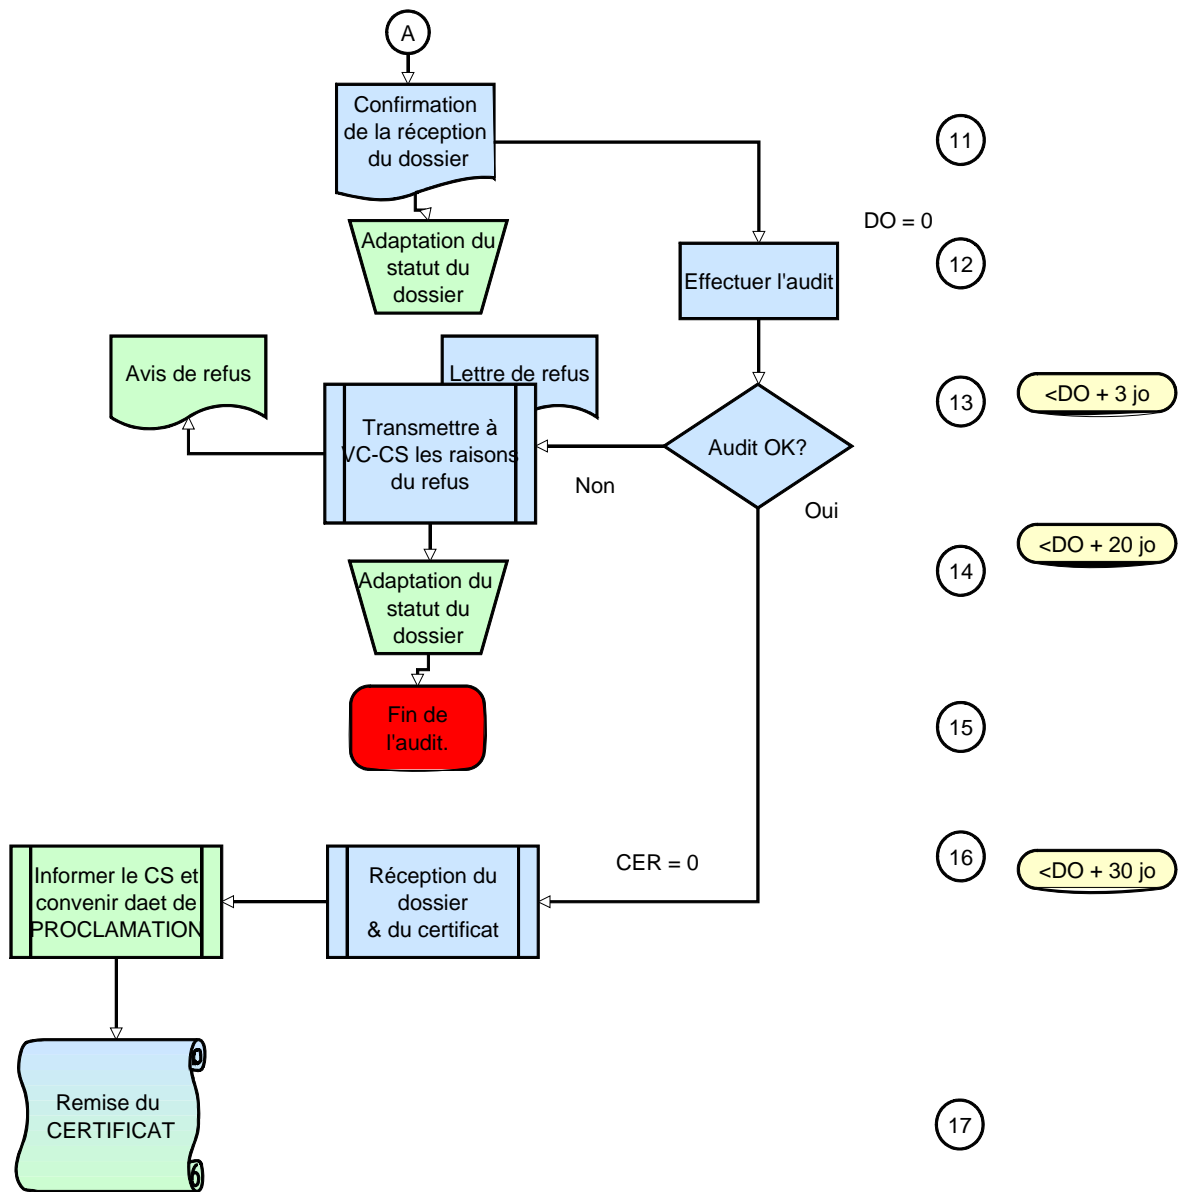 A
Confirmation
de la réception
du dossier
11
DO = 0
Adaptation du
statut du
dossier
Effectuer l'audit
12
Avis de refus
Lettre de refus
13
<DO + 3 jo
Transmettre à
VC-CS les raisons
du refus
Audit OK?
Non
Oui
<DO + 20 jo
14
Adaptation du
statut du
dossier
Fin de
l'audit.
15
CER = 0
16
<DO + 30 jo
Informer le CS et
convenir daet de
PROCLAMATION
Réception du
dossier
& du certificat
Remise du
CERTIFICAT
17